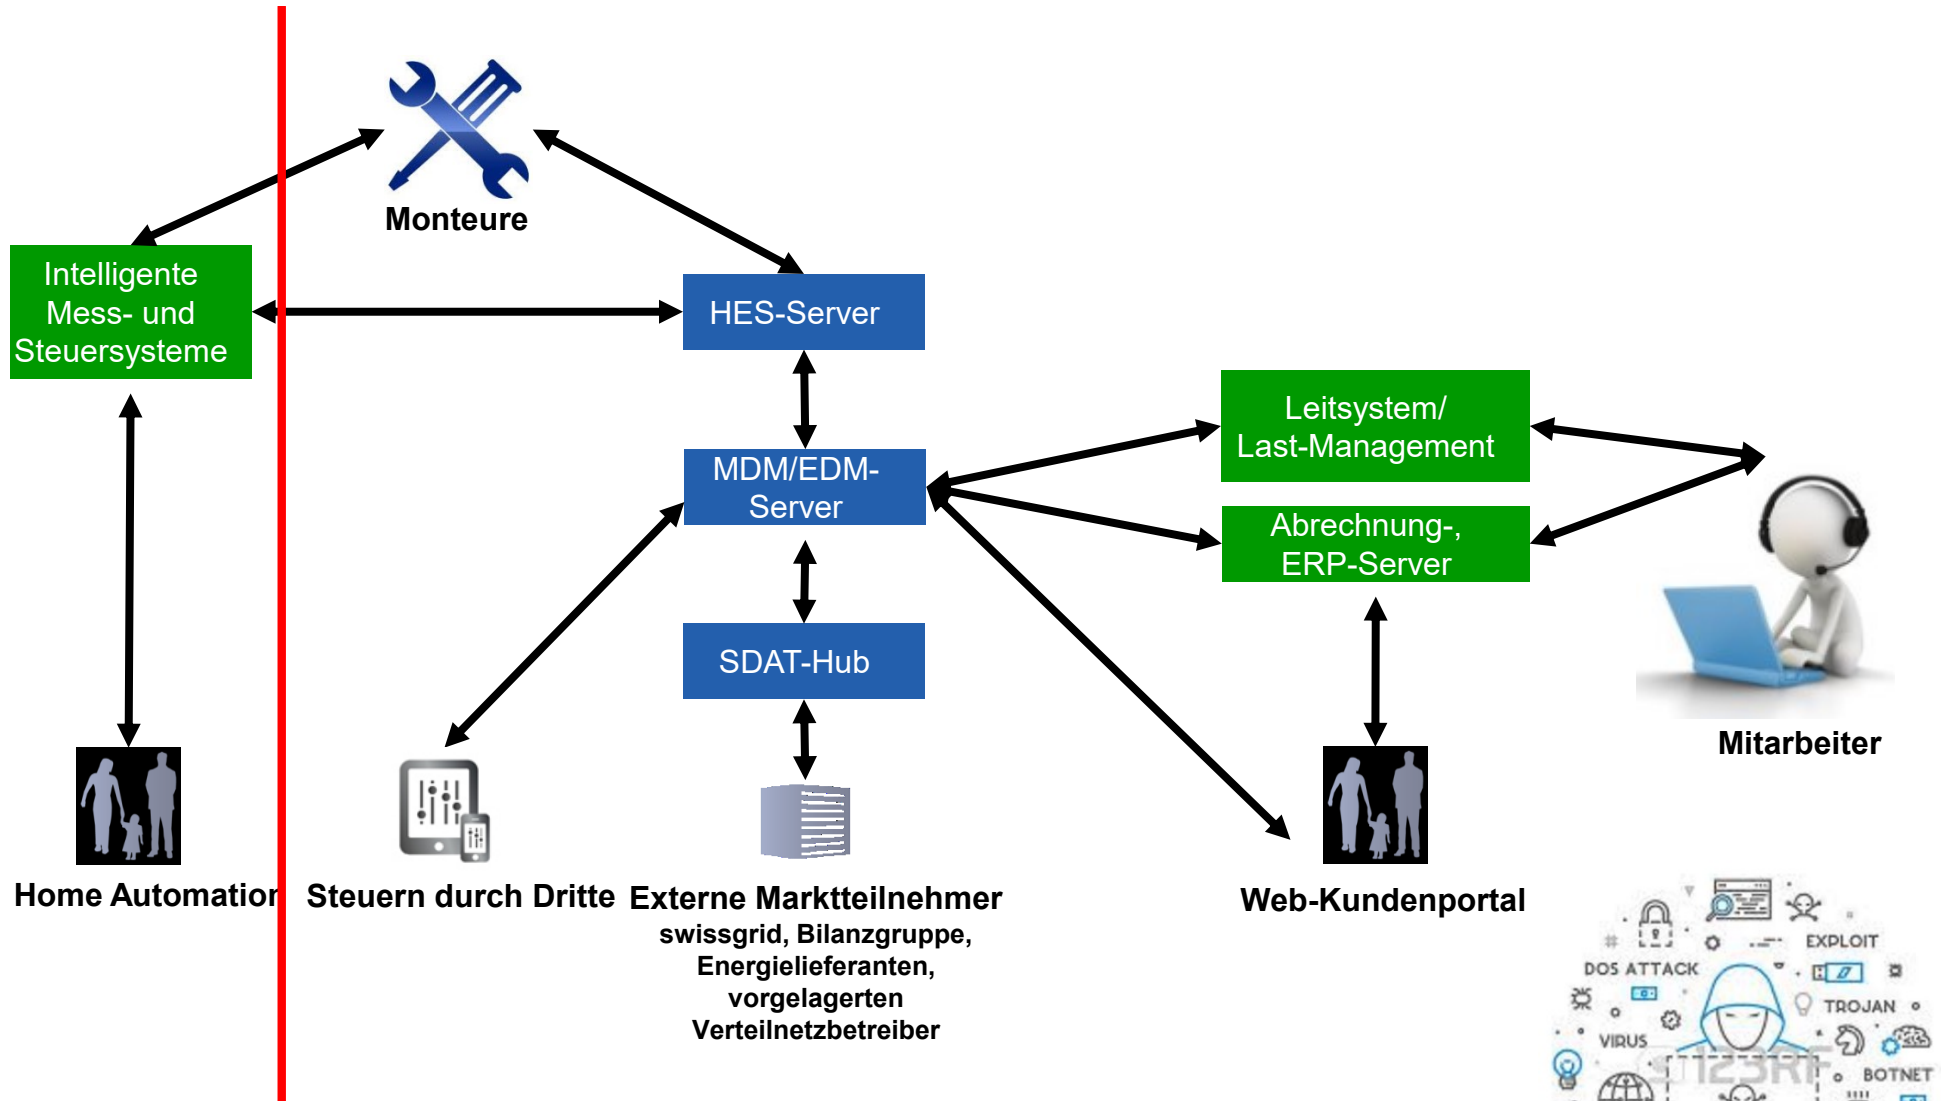 Monteure
Intelligente
Mess- und
Steuersysteme
HES-Server
Leitsystem/
Last-Management
MDM/EDM-
Server
Abrechnung-,
ERP-Server
SDAT-Hub
Mitarbeiter
Home Automation
Steuern durch Dritte
Externe Marktteilnehmer
swissgrid, Bilanzgruppe,
Energielieferanten,
vorgelagerten
Verteilnetzbetreiber
Web-Kundenportal
EXPLOIT
DOS ATTACK
TROJAN
VIRUS
123RF
BOTNET